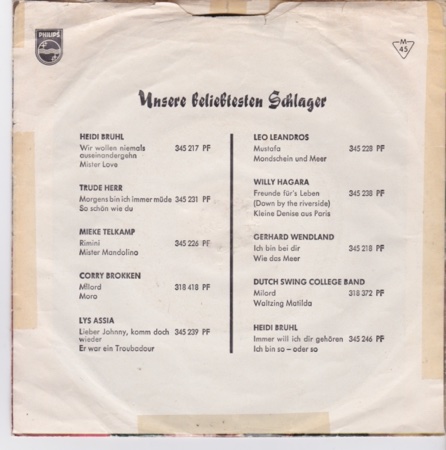 PHILIPS
M
45
Unsere beliebtesten Schlager
HEIDI BRUHL
Wir wollen niemals
auseinandergehn 345 217 PF
Mister Love
TRUDE HERR
Morgens bin ich immer müde 345 231 PF
So schön wie du
MIEKE TELKAMP
Rimini 345 226 PF
Mister Mandolino
CORRY BROKKEN
Milord 318 418 PF
Moro
LYS ASSIA
Lieber Johnny, komm doch 345 239 PF
wieder
Er war ein Troubadour
LEO LEANDROS
Mustafa 345 228 PF
Mondschein und Meer
WILLY HAGARA
Freunde für's Leben 345 238 PF
(Down by the riverside)
Kleine Denise aus Paris
GERHARD WENDLAND
Ich bin bei dir 345 218 PF
Wie das Meer
DUTCH SWING COLLEGE BAND
Milord 318 372 PF
Waltzing Matilda
HEIDI BRUHL
Immer will ich dir gehören 345 246 PF
Ich bin so – oder so